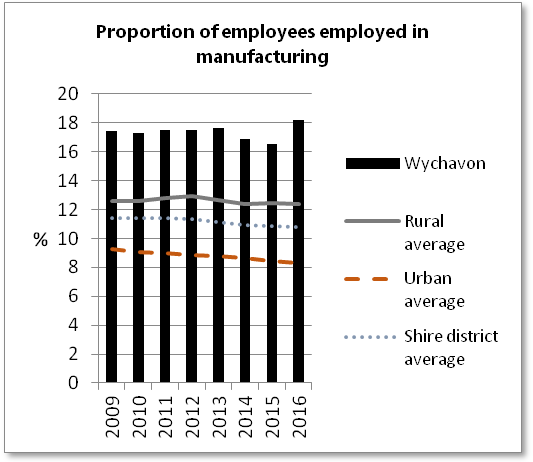 Proportion of employees employed in
manufacturing
20
18
16
14
12
10
8
6
4
2
0
%
2009
2010
2011
2012
2013
2014
2015
2016
Wychavon
Rural
average
Urban
average
Shire district
average